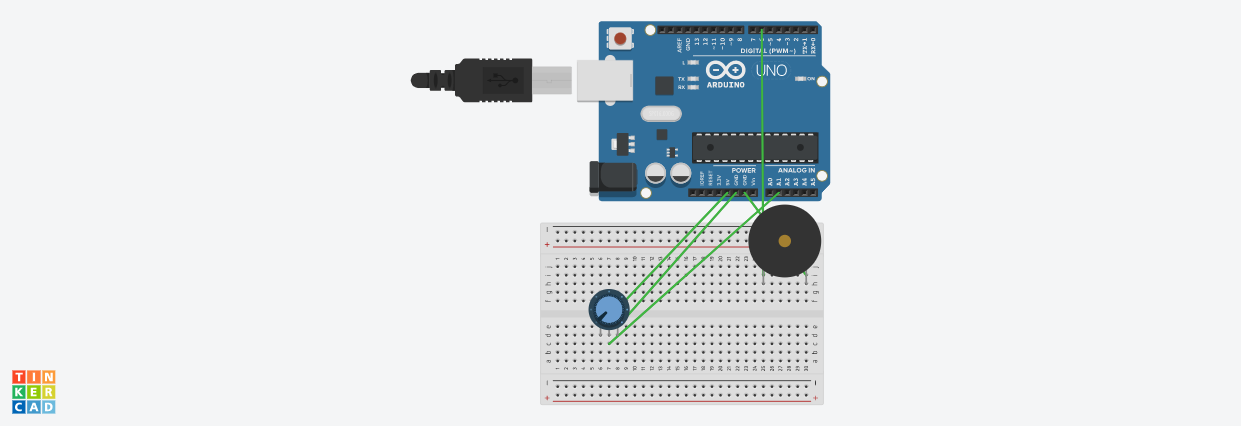 AREF
GND
13
12
~11
~10
~9
8
7
~6
~5
4
~3
2
TX→1
RX←0
DIGITAL (PWM ~)
L
TX
RX
ARDUINO
UNO
ON
POWER
ANALOG IN
IOREF
RESET
3.3V
5V
GND
GND
Vin
A0
A1
A2
A3
A4
A5
TIN
KER
CAD